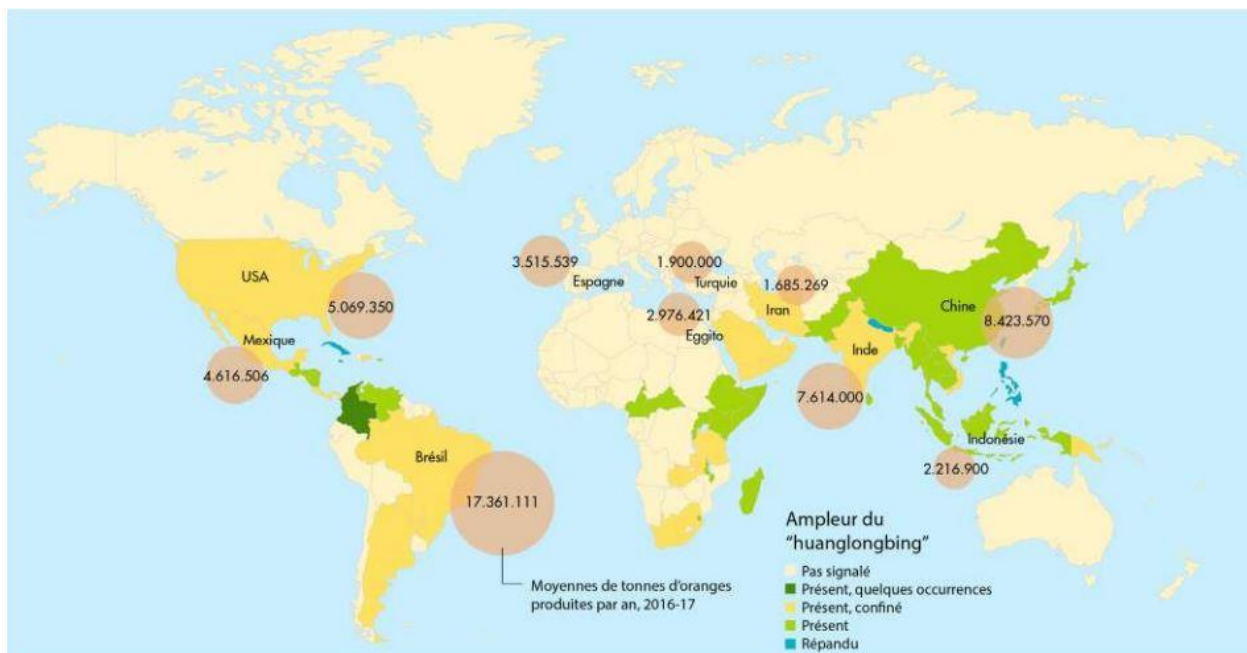 3.515.539
Espagne
1.900.000
Turquie
USA
5.069.350
2.976.421
Eggito
1.685.269
Iran
Chine
8.423.570
Mexique
4.616.506
Inde
7.614.000
Brésil
17.361.111
Indonésie
2.216.900
Moyennes de tonnes d'oranges
produites par an, 2016-17
Ampleur du
"huanglongbing"
Pas signalé
Présent, quelques occurrences
Présent, confiné
Présent
Répandu